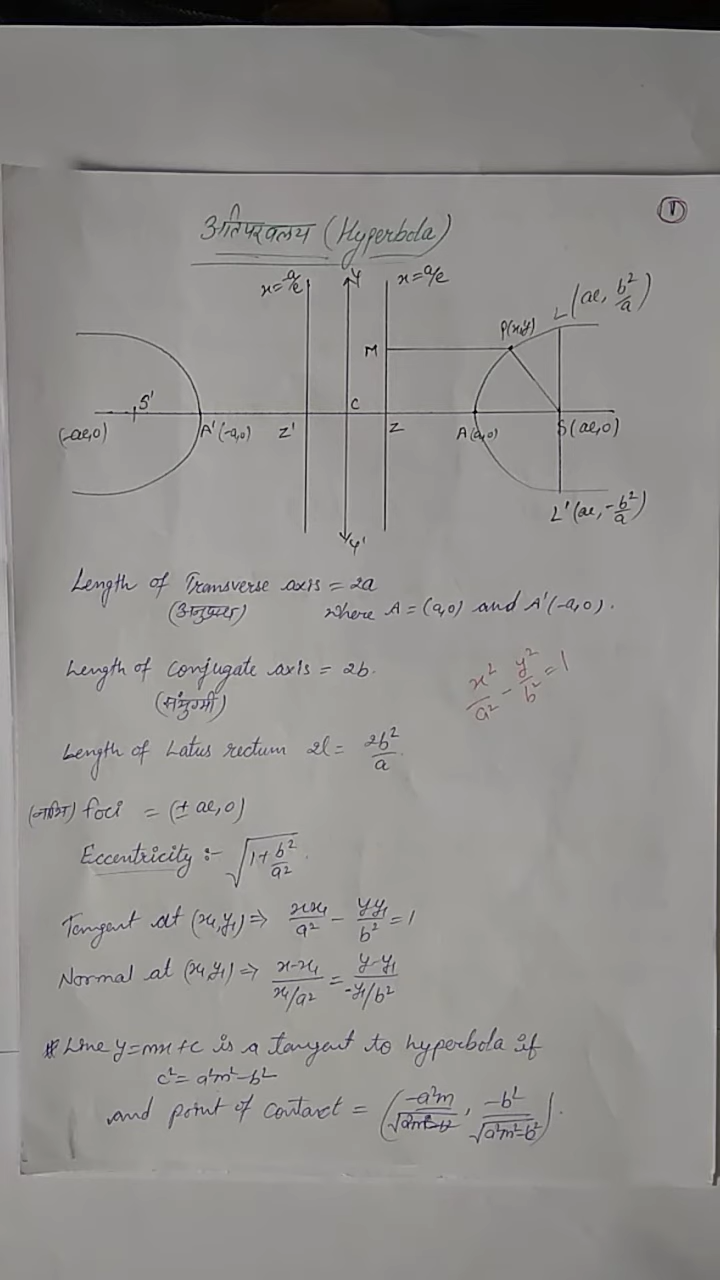 1
अतिपरवलय (Hyperbola)
x=-a/e
Y
x=a/e
L(ae, b²/a)
P(x,y)
M
S'
C
(-ae,0)
A'(-a,0)
Z'
Z
A(a,0)
S(ae,0)
L'(ae,-b²/a)
Y'
Length of Transverse axis = 2a
(अनुप्रस्थ) where A = (a,0) and A'(-a,0).
Length of conjugate axis = 2b.
(संयुग्मी)
x²/a² - y²/b² = 1
Length of Latus rectum 2l = 2b²/a.
(नाभि) foci = (± ae,0)
Eccentricity :- √(1+b²/a²).
Tangent at (x₁,y₁) ⇒ xx₁/a² - yy₁/b² = 1
Normal at (x₁,y₁) ⇒ x-x₁/x₁/a² = y-y₁/-y₁/b²
# Line y=mx+c is a tangent to hyperbola if
c² = a²m²-b²
and point of contact = (-a²m/√a²m²-b², -b²/√a²m²-b²).